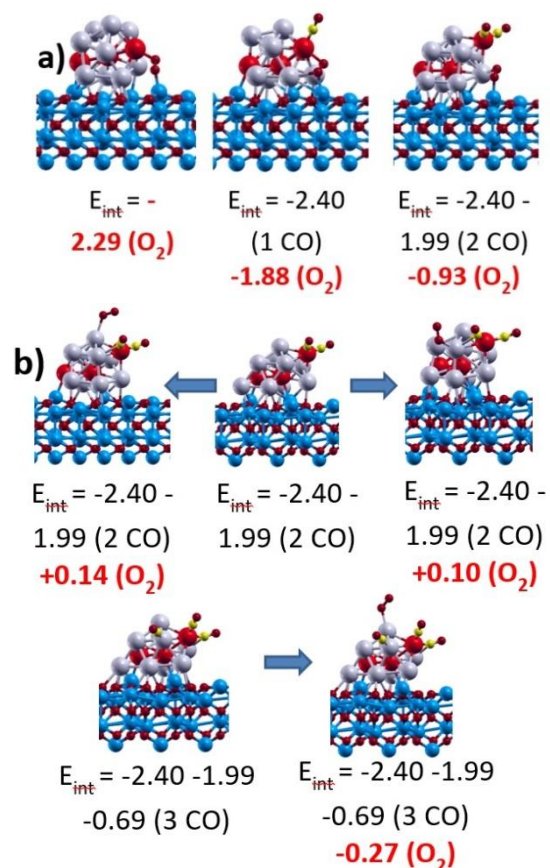 a)
E_int = -
2.29 (O₂)
E_int = -2.40
(1 CO)
-1.88 (O₂)
E_int = -2.40 -
1.99 (2 CO)
-0.93 (O₂)
b)
E_int = -2.40 -
1.99 (2 CO)
+0.14 (O₂)
E_int = -2.40 -
1.99 (2 CO)
E_int = -2.40 -
1.99 (2 CO)
+0.10 (O₂)
E_int = -2.40 -1.99
-0.69 (3 CO)
E_int = -2.40 -1.99
-0.69 (3 CO)
-0.27 (O₂)